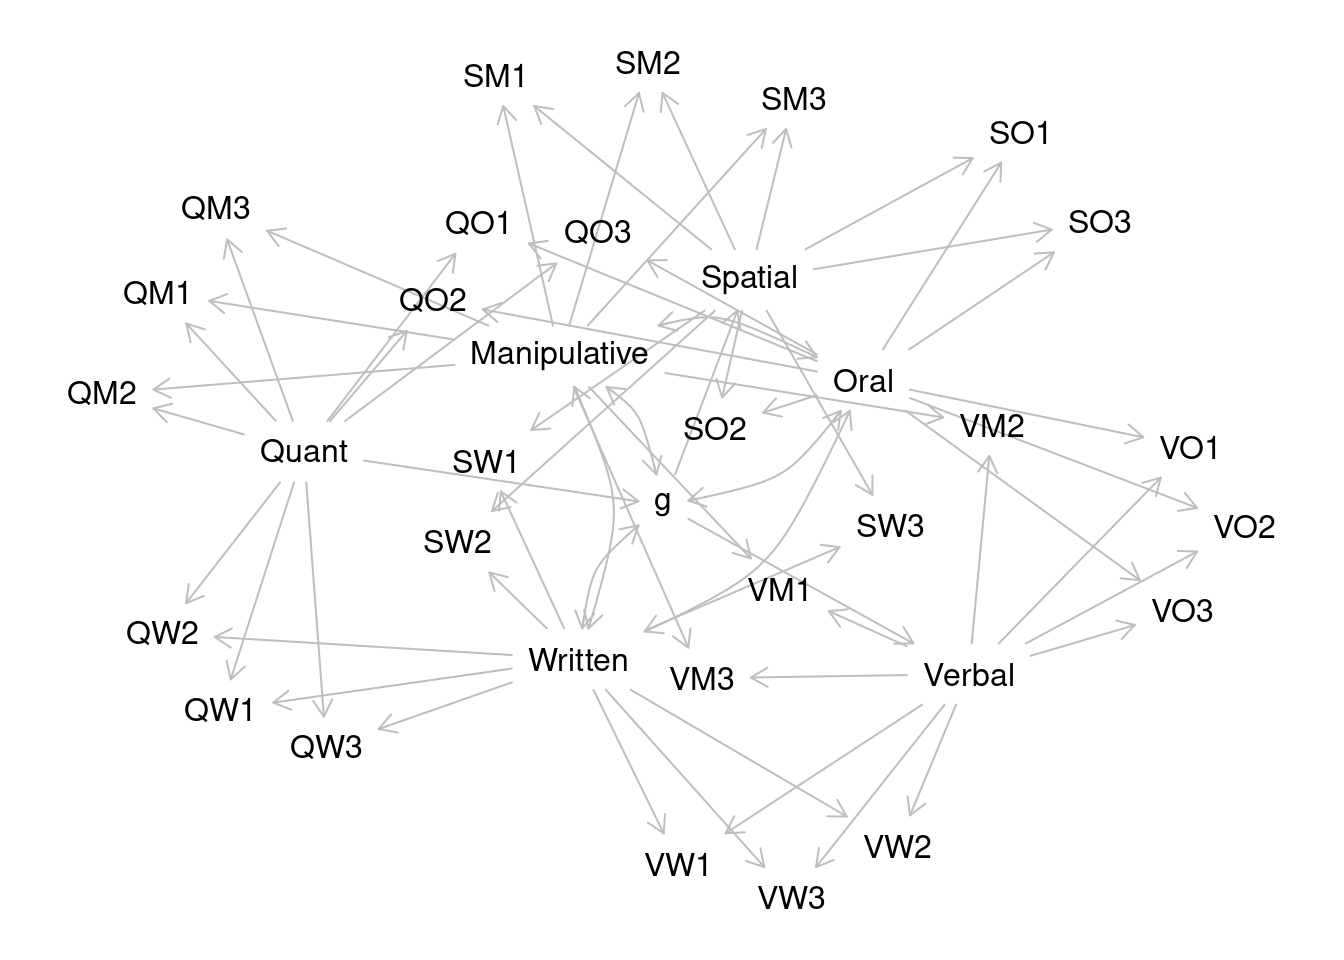 SM1
SM2
SM3
SO1
QM3
QO1
QO3
SO3
Spatial
QM1
QO2
Manipulative
Oral
QM2
SO2
VM2
Quant
SW1
VO1
g
SW3
VO2
SW2
VM1
VO3
QW2
Written
VM3
Verbal
QW1
QW3
VW2
VW1
VW3